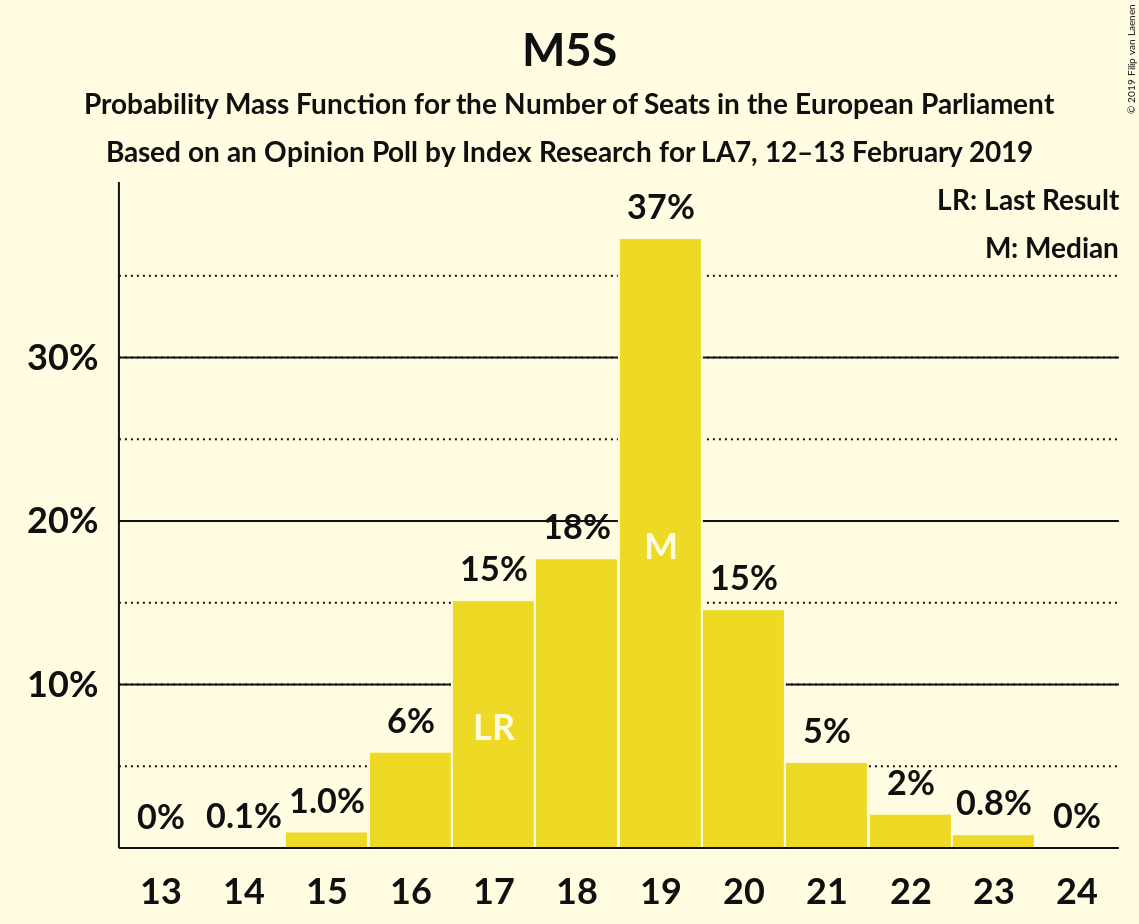 M5S
Probability Mass Function for the Number of Seats in the European Parliament
Based on an Opinion Poll by Index Research for LA7, 12–13 February 2019
© 2019 Filip van Laenen
LR: Last Result
M: Median
37%
30%
20%
18%
M
15%
15%
10%
6%
LR
5%
2%
0%
0.1%
1.0%
0.8%
0%
13 14 15 16 17 18 19 20 21 22 23 24